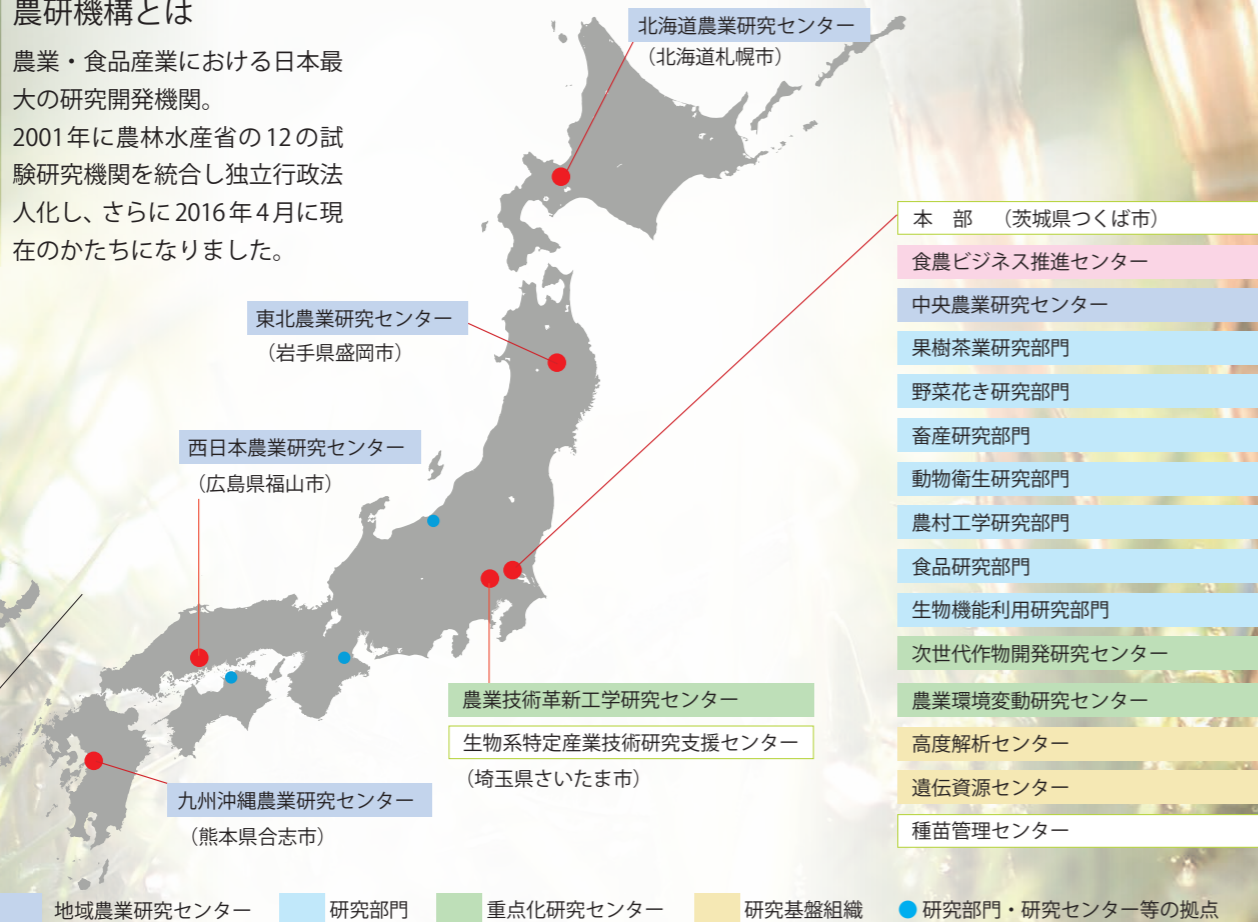 農研機構とは
農業・食品産業における日本最
大の研究開発機関。
2001年に農林水産省の12の試
験研究機関を統合し独立行政法
人化し、さらに2016年4月に現
在のかたちになりました。
北海道農業研究センター
（北海道札幌市）
東北農業研究センター
（岩手県盛岡市）
西日本農業研究センター
（広島県福山市）
九州沖縄農業研究センター
（熊本県合志市）
農業技術革新工学研究センター
生物系特定産業技術研究支援センター
（埼玉県さいたま市）
本　部　（茨城県つくば市）
食農ビジネス推進センター
中央農業研究センター
果樹茶業研究部門
野菜花き研究部門
畜産研究部門
動物衛生研究部門
農村工学研究部門
食品研究部門
生物機能利用研究部門
次世代作物開発研究センター
農業環境変動研究センター
高度解析センター
遺伝資源センター
種苗管理センター
地域農業研究センター
研究部門
重点化研究センター
研究基盤組織
研究部門・研究センター等の拠点